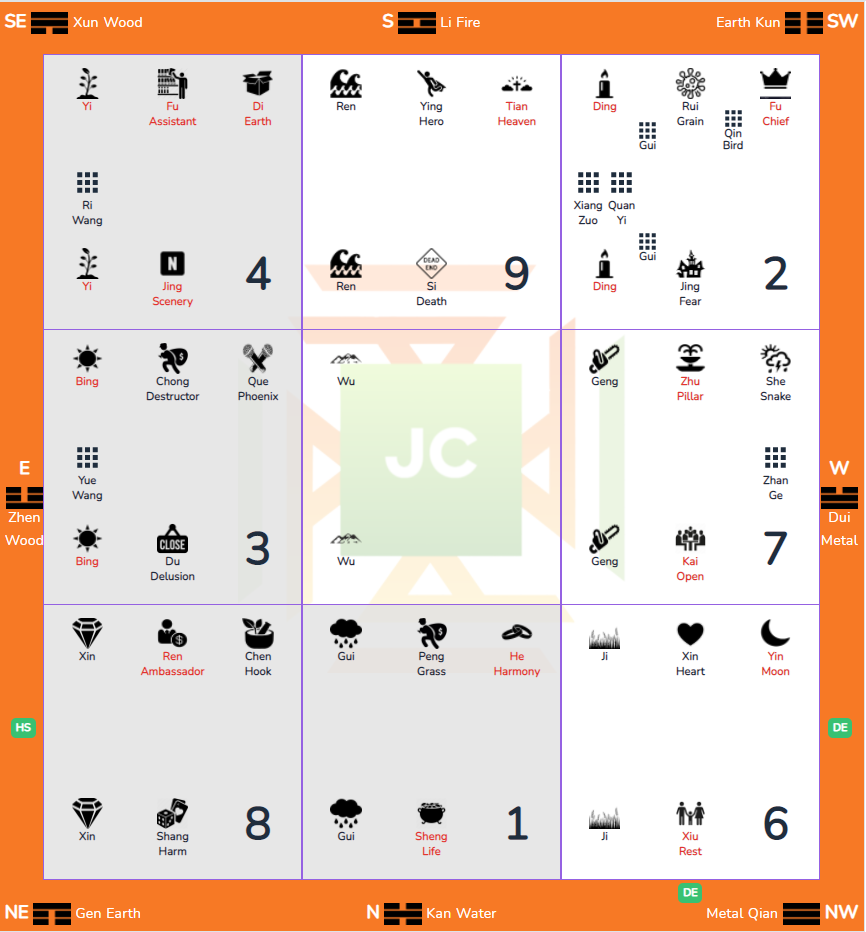 SE Xun Wood
S Li Fire
Earth Kun SW
Yi
Fu
Assistant
Di
Earth
Ri
Wang
Yi
N
Jing
Scenery
4
Ren
Ying
Hero
Tian
Heaven
Ren
DEAD
END
Si
Death
9
Ding
Rui
Grain
Fu
Chief
Gui
Qin
Bird
Xiang
Zuo
Quan
Yi
Gui
Ding
Jing
Fear
2
E
Zhen
Wood
Bing
Chong
Destructor
Que
Phoenix
Yue
Wang
Bing
CLOSE
Du
Delusion
3
Wu
JC
Wu
Geng
Zhu
Pillar
She
Snake
Zhan
Ge
Geng
Kai
Open
7
W
Dui
Metal
HS
Xin
Ren
Ambassador
Chen
Hook
Xin
Shang
Harm
8
Gui
Peng
Grass
He
Harmony
Gui
Sheng
Life
1
Ji
Xin
Heart
Yin
Moon
Ji
Xiu
Rest
6
DE
DE
NE Gen Earth
N Kan Water
Metal Qian NW